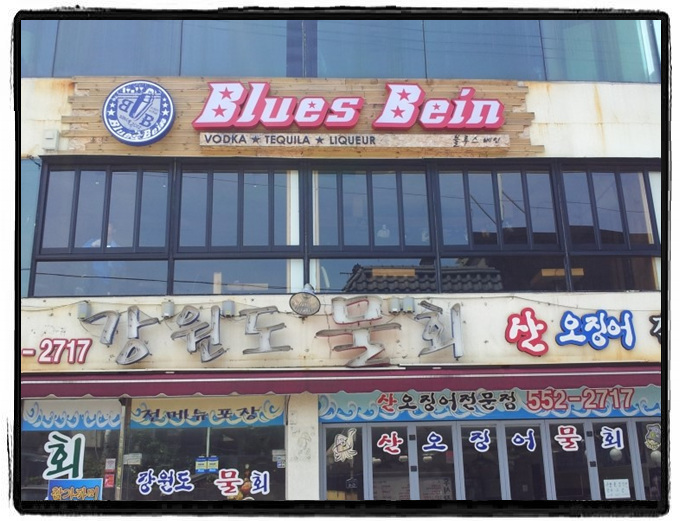 Blues Bein
Blues Bein
VODKA ★ TEQUILA ★ LIQUEUR
블루스 베인
강원도 물회
산 오징어
- 2717
산오징어전문점 552-2717
전메뉴 포장
회
산 오징어 물회
강원도 물회